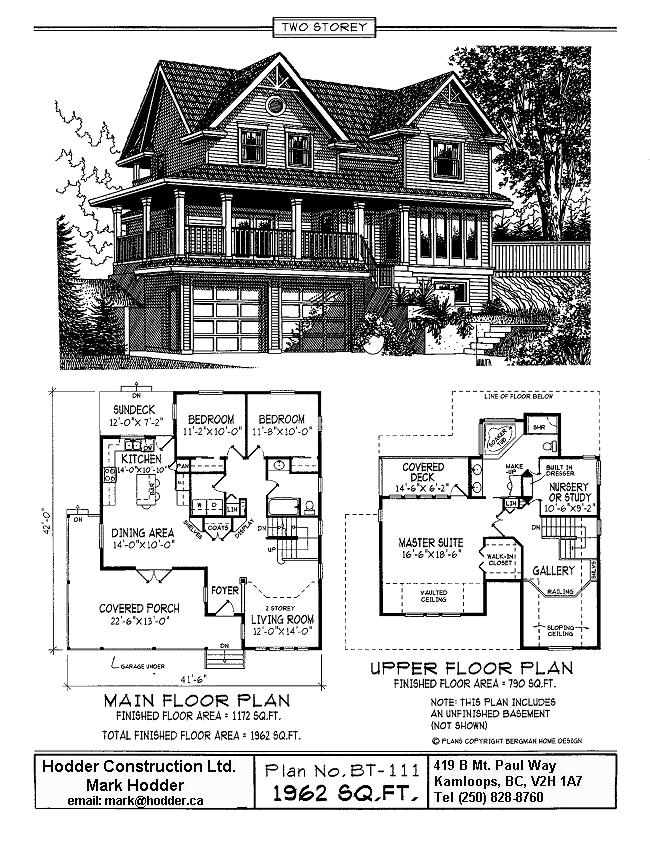 TWO STOREY
DN
SUNDECK
12'-0"X 7'-2"
BEDROOM
11'-2"X10'-0"
BEDROOM
11'-8"X10'-0"
KITCHEN
14'-0"X10'-10"
PAN
BAR
W D
LIN
COATS
SHELVES
DISPLAY
DN
UP
42'-0"
DN
DINING AREA
14'-0"X10'-0"
FOYER
COVERED PORCH
22'-6"X13'-0"
2 STOREY
LIVING ROOM
12'-0"X14'-0"
DN
GARAGE UNDER
41'-6"
MAIN FLOOR PLAN
FINISHED FLOOR AREA = 1172 SQ.FT.
TOTAL FINISHED FLOOR AREA = 1962 SQ.FT.
LINE OF FLOOR BELOW
SHR
SOAKER TUB
COVERED
DECK
14'-6"X 6'-2"
MAKE
UP
BUILT IN
DRESSER
NURSERY
OR STUDY
10'-6"X9'-2"
LIN
DN
MASTER SUITE
16'-6"X18'-6"
WALK-IN
CLOSET
GALLERY
SHLVS
RAILING
VAULTED
CEILING
SLOPING
CEILING
UPPER FLOOR PLAN
FINISHED FLOOR AREA = 790 SQ.FT.
NOTE: THIS PLAN INCLUDES
AN UNFINISHED BASEMENT
(NOT SHOWN)
© PLANS COPYRIGHT BERGMAN HOME DESIGN
Hodder Construction Ltd.
Mark Hodder
email: mark@hodder.ca
Plan No. BT-111
1962 SQ.FT.
419 B Mt. Paul Way
Kamloops, BC, V2H 1A7
Tel (250) 828-8760